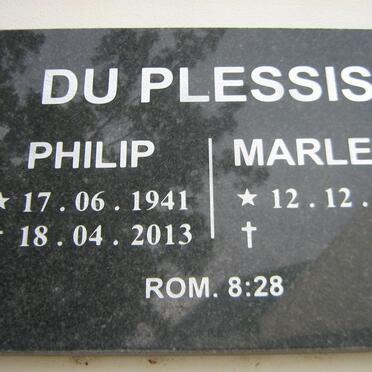 DU PLESSIS
PHILIP
★ 17.06.1941
† 18.04.2013
MARLE
★ 12.12.
†
ROM. 8:28